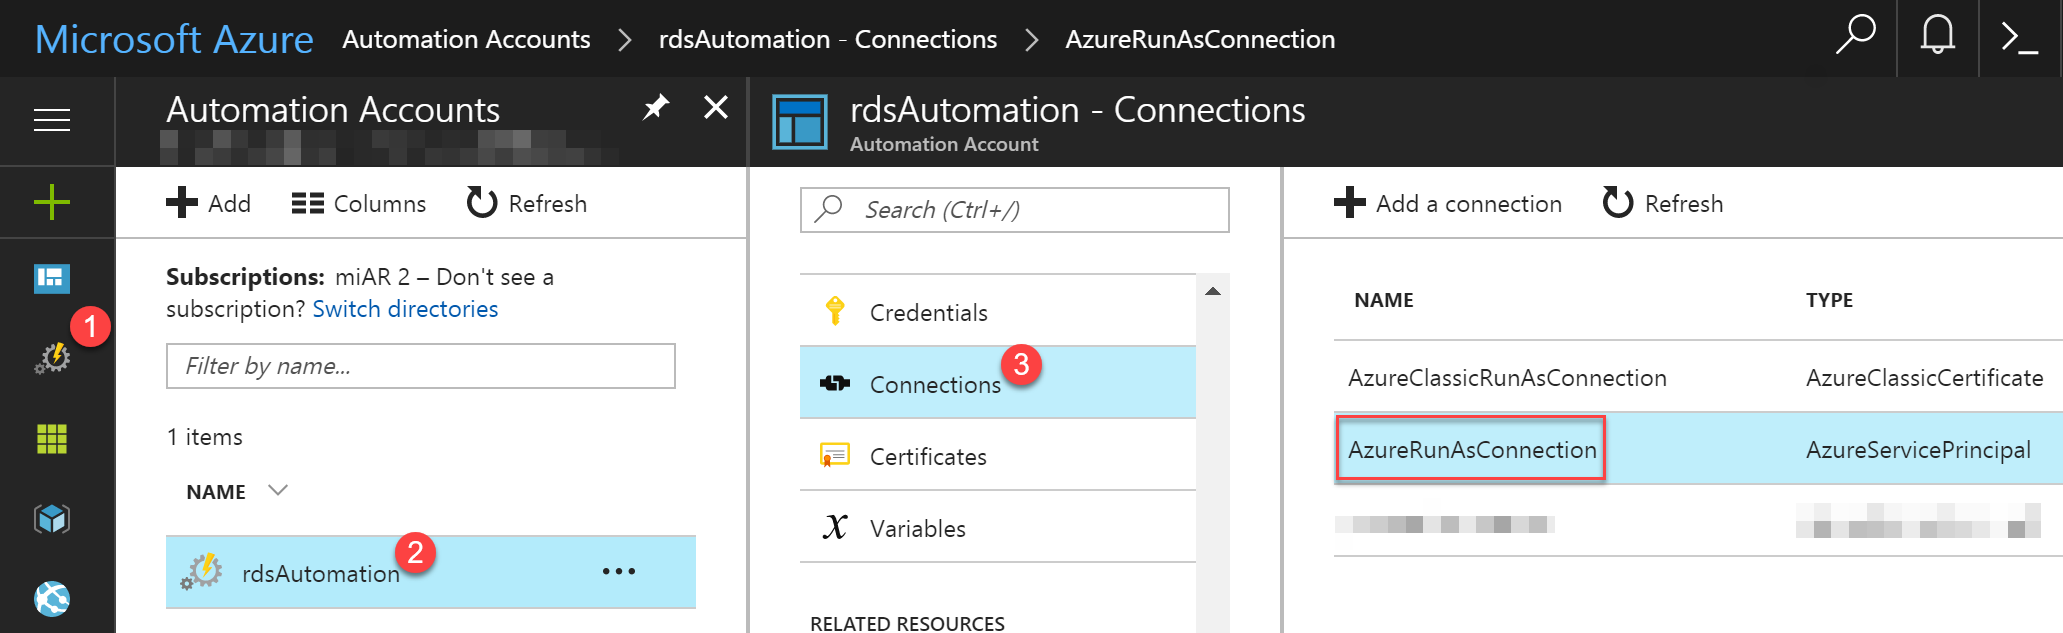 Microsoft Azure Automation Accounts > rdsAutomation - Connections > AzureRunAsConnection
Automation Accounts
rdsAutomation - Connections
Automation Account
Add Columns Refresh
Search (Ctrl+/)
Add a connection Refresh
Subscriptions: miAR 2 – Don't see a
subscription? Switch directories
1
Filter by name...
1 items
NAME
rdsAutomation
2
...
Credentials
Connections
3
Certificates
Variables
RELATED RESOURCES
NAME TYPE
AzureClassicRunAsConnection AzureClassicCertificate
AzureRunAsConnection AzureServicePrincipal